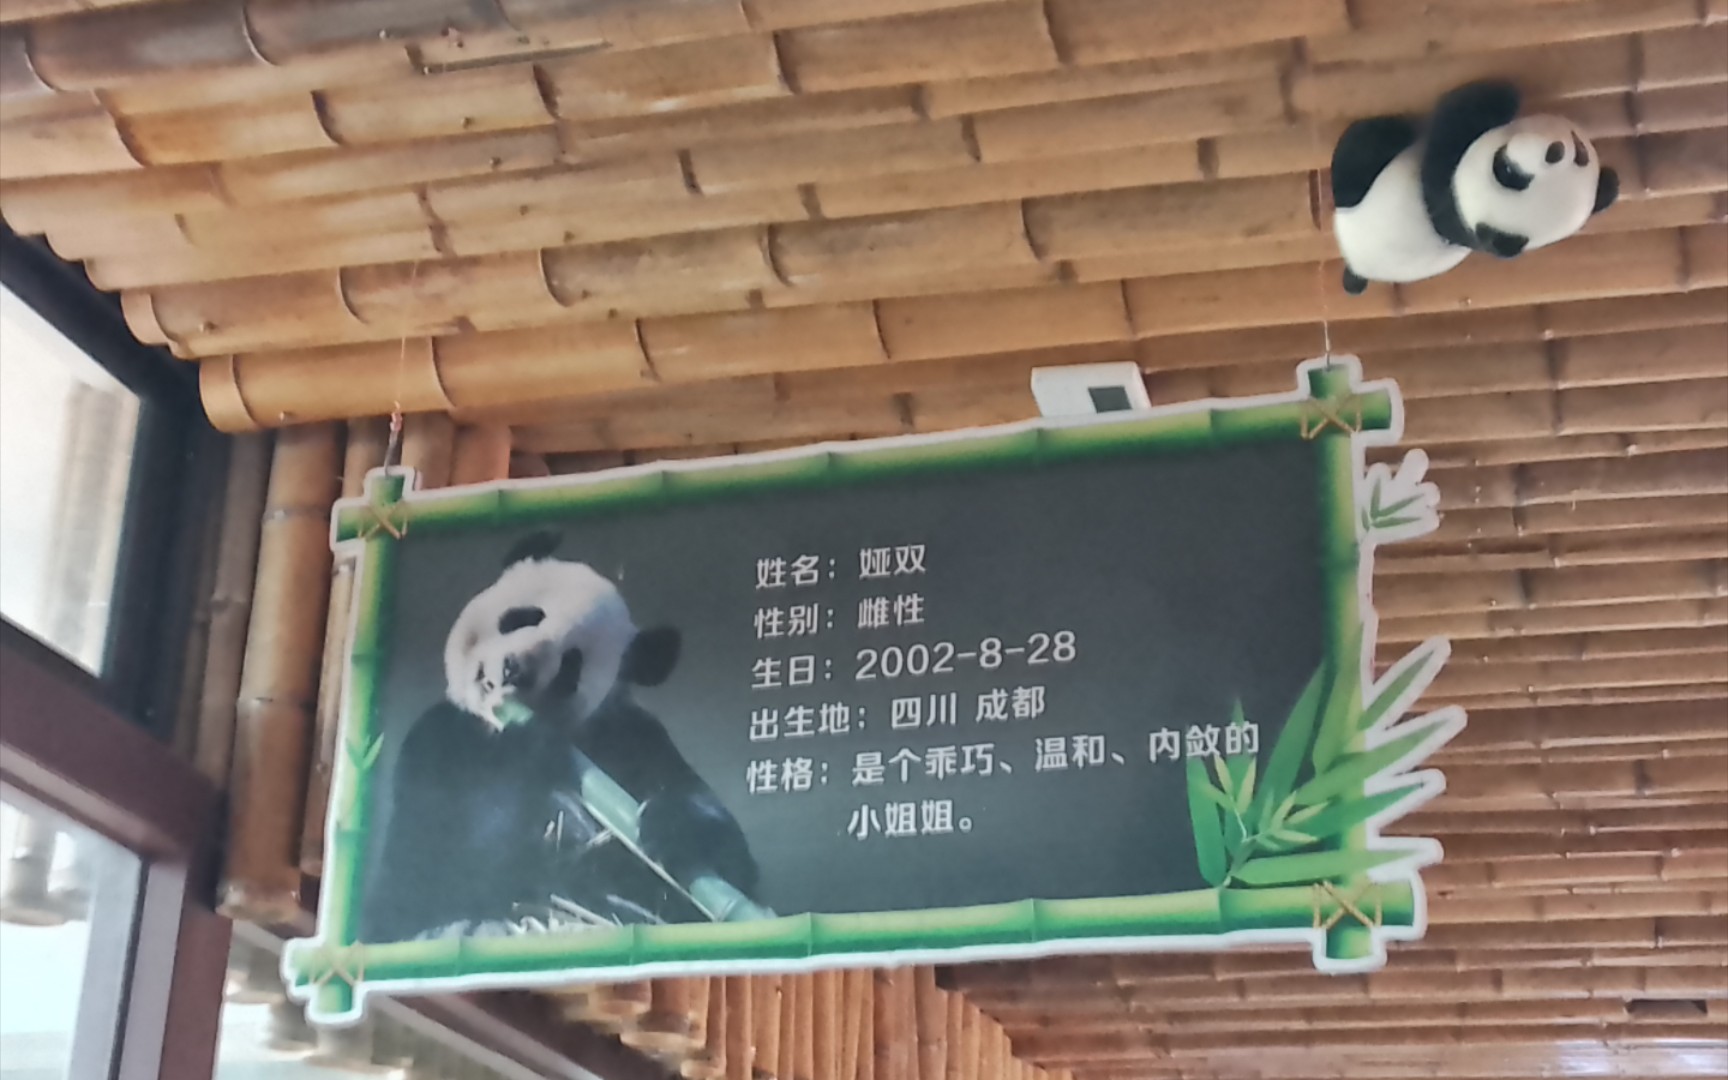 姓名：娅双
性别：雌性
生日：2002-8-28
出生地：四川 成都
性格：是个乖巧、温和、内敛的
小姐姐。